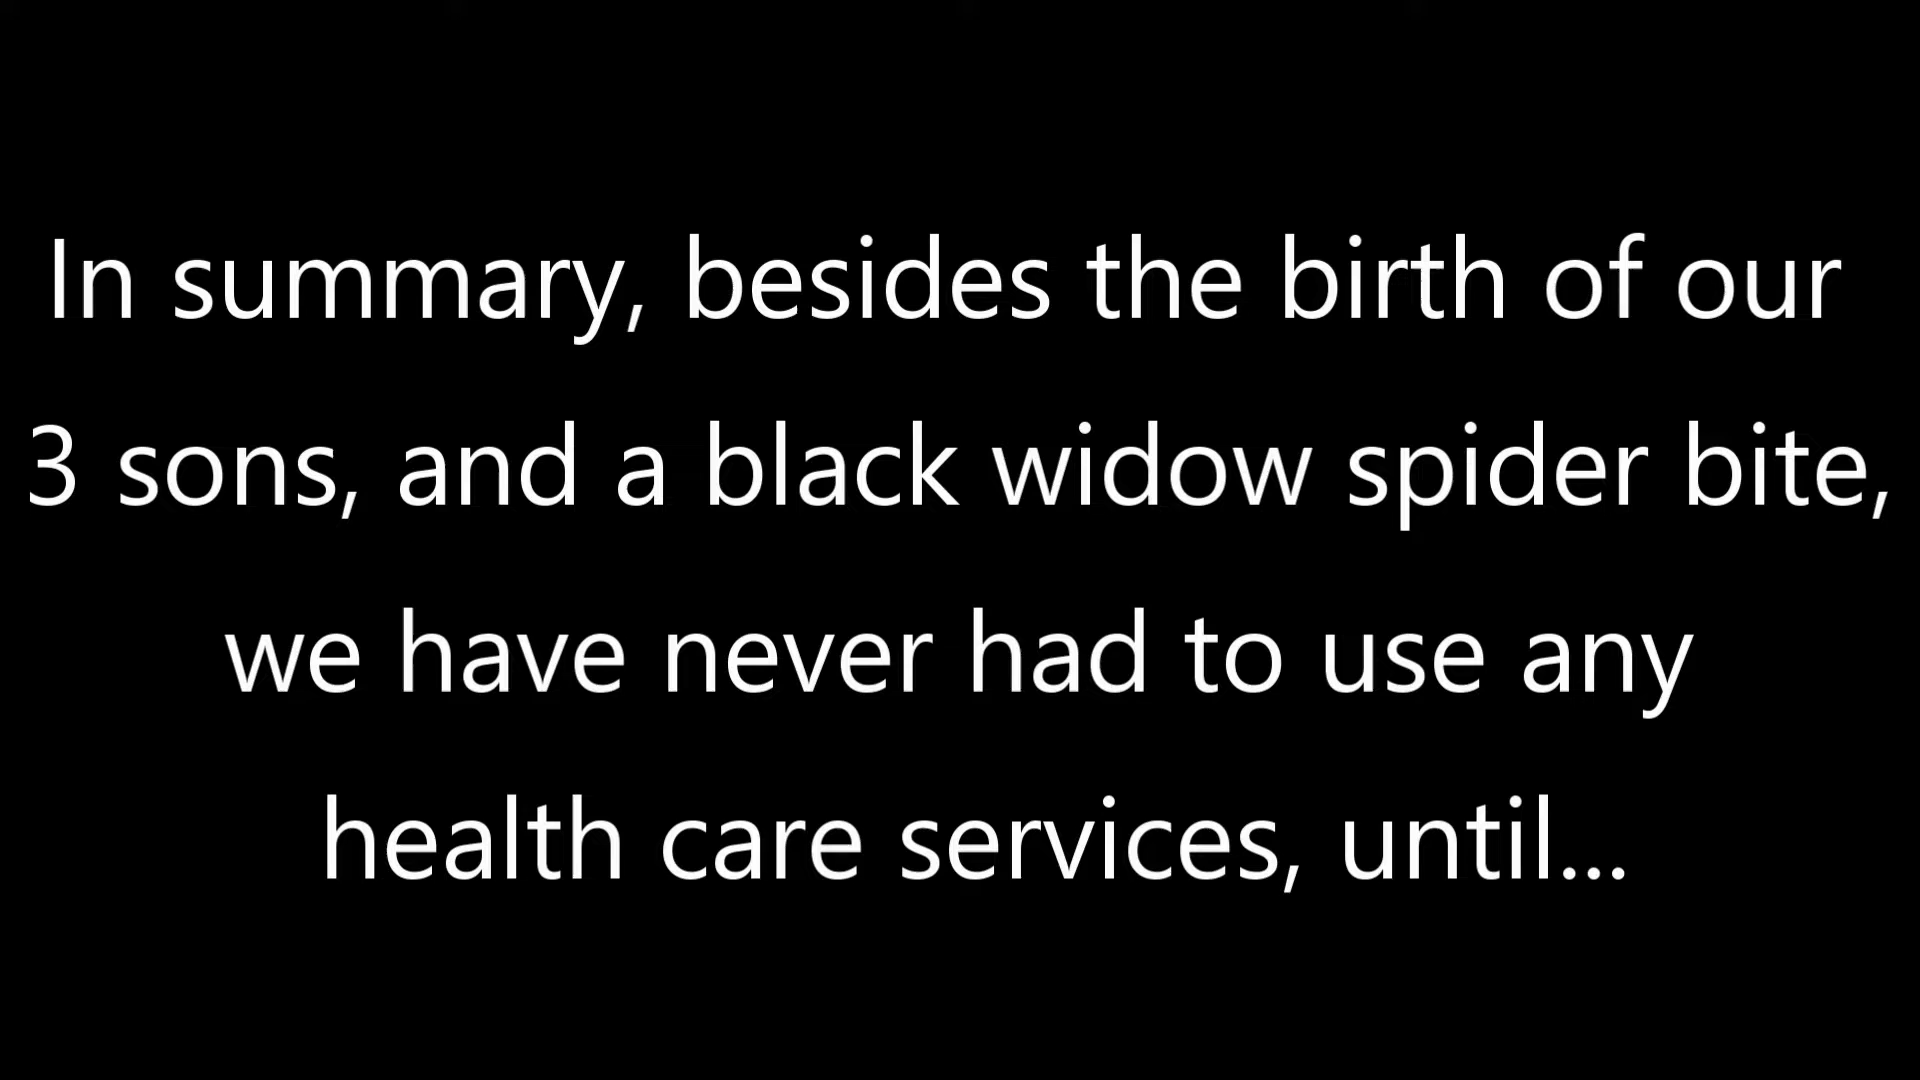 In summary, besides the birth of our
3 sons, and a black widow spider bite,
we have never had to use any
health care services, until...